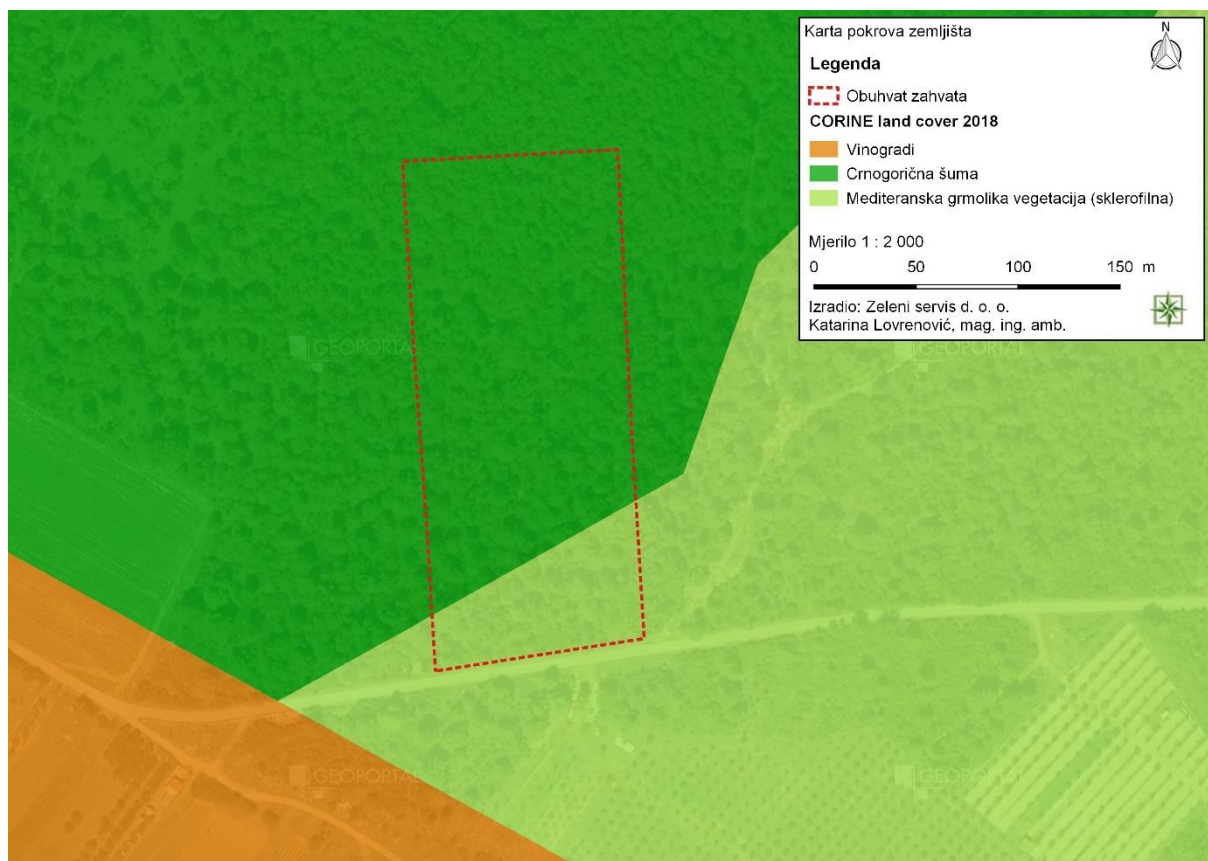 Karta pokrova zemljišta
N
Legenda
Obuhvat zahvata
CORINE land cover 2018
Vinogradi
Crnogorična šuma
Mediteranska grmolika vegetacija (sklerofilna)
Mjerilo 1 : 2 000
0 50 100 150 m
Izradio: Zeleni servis d. o. o.
Katarina Lovrenović, mag. ing. amb.
GEOPORTAL
GEOPORTAL
GEOPORTAL
GEOPORTAL